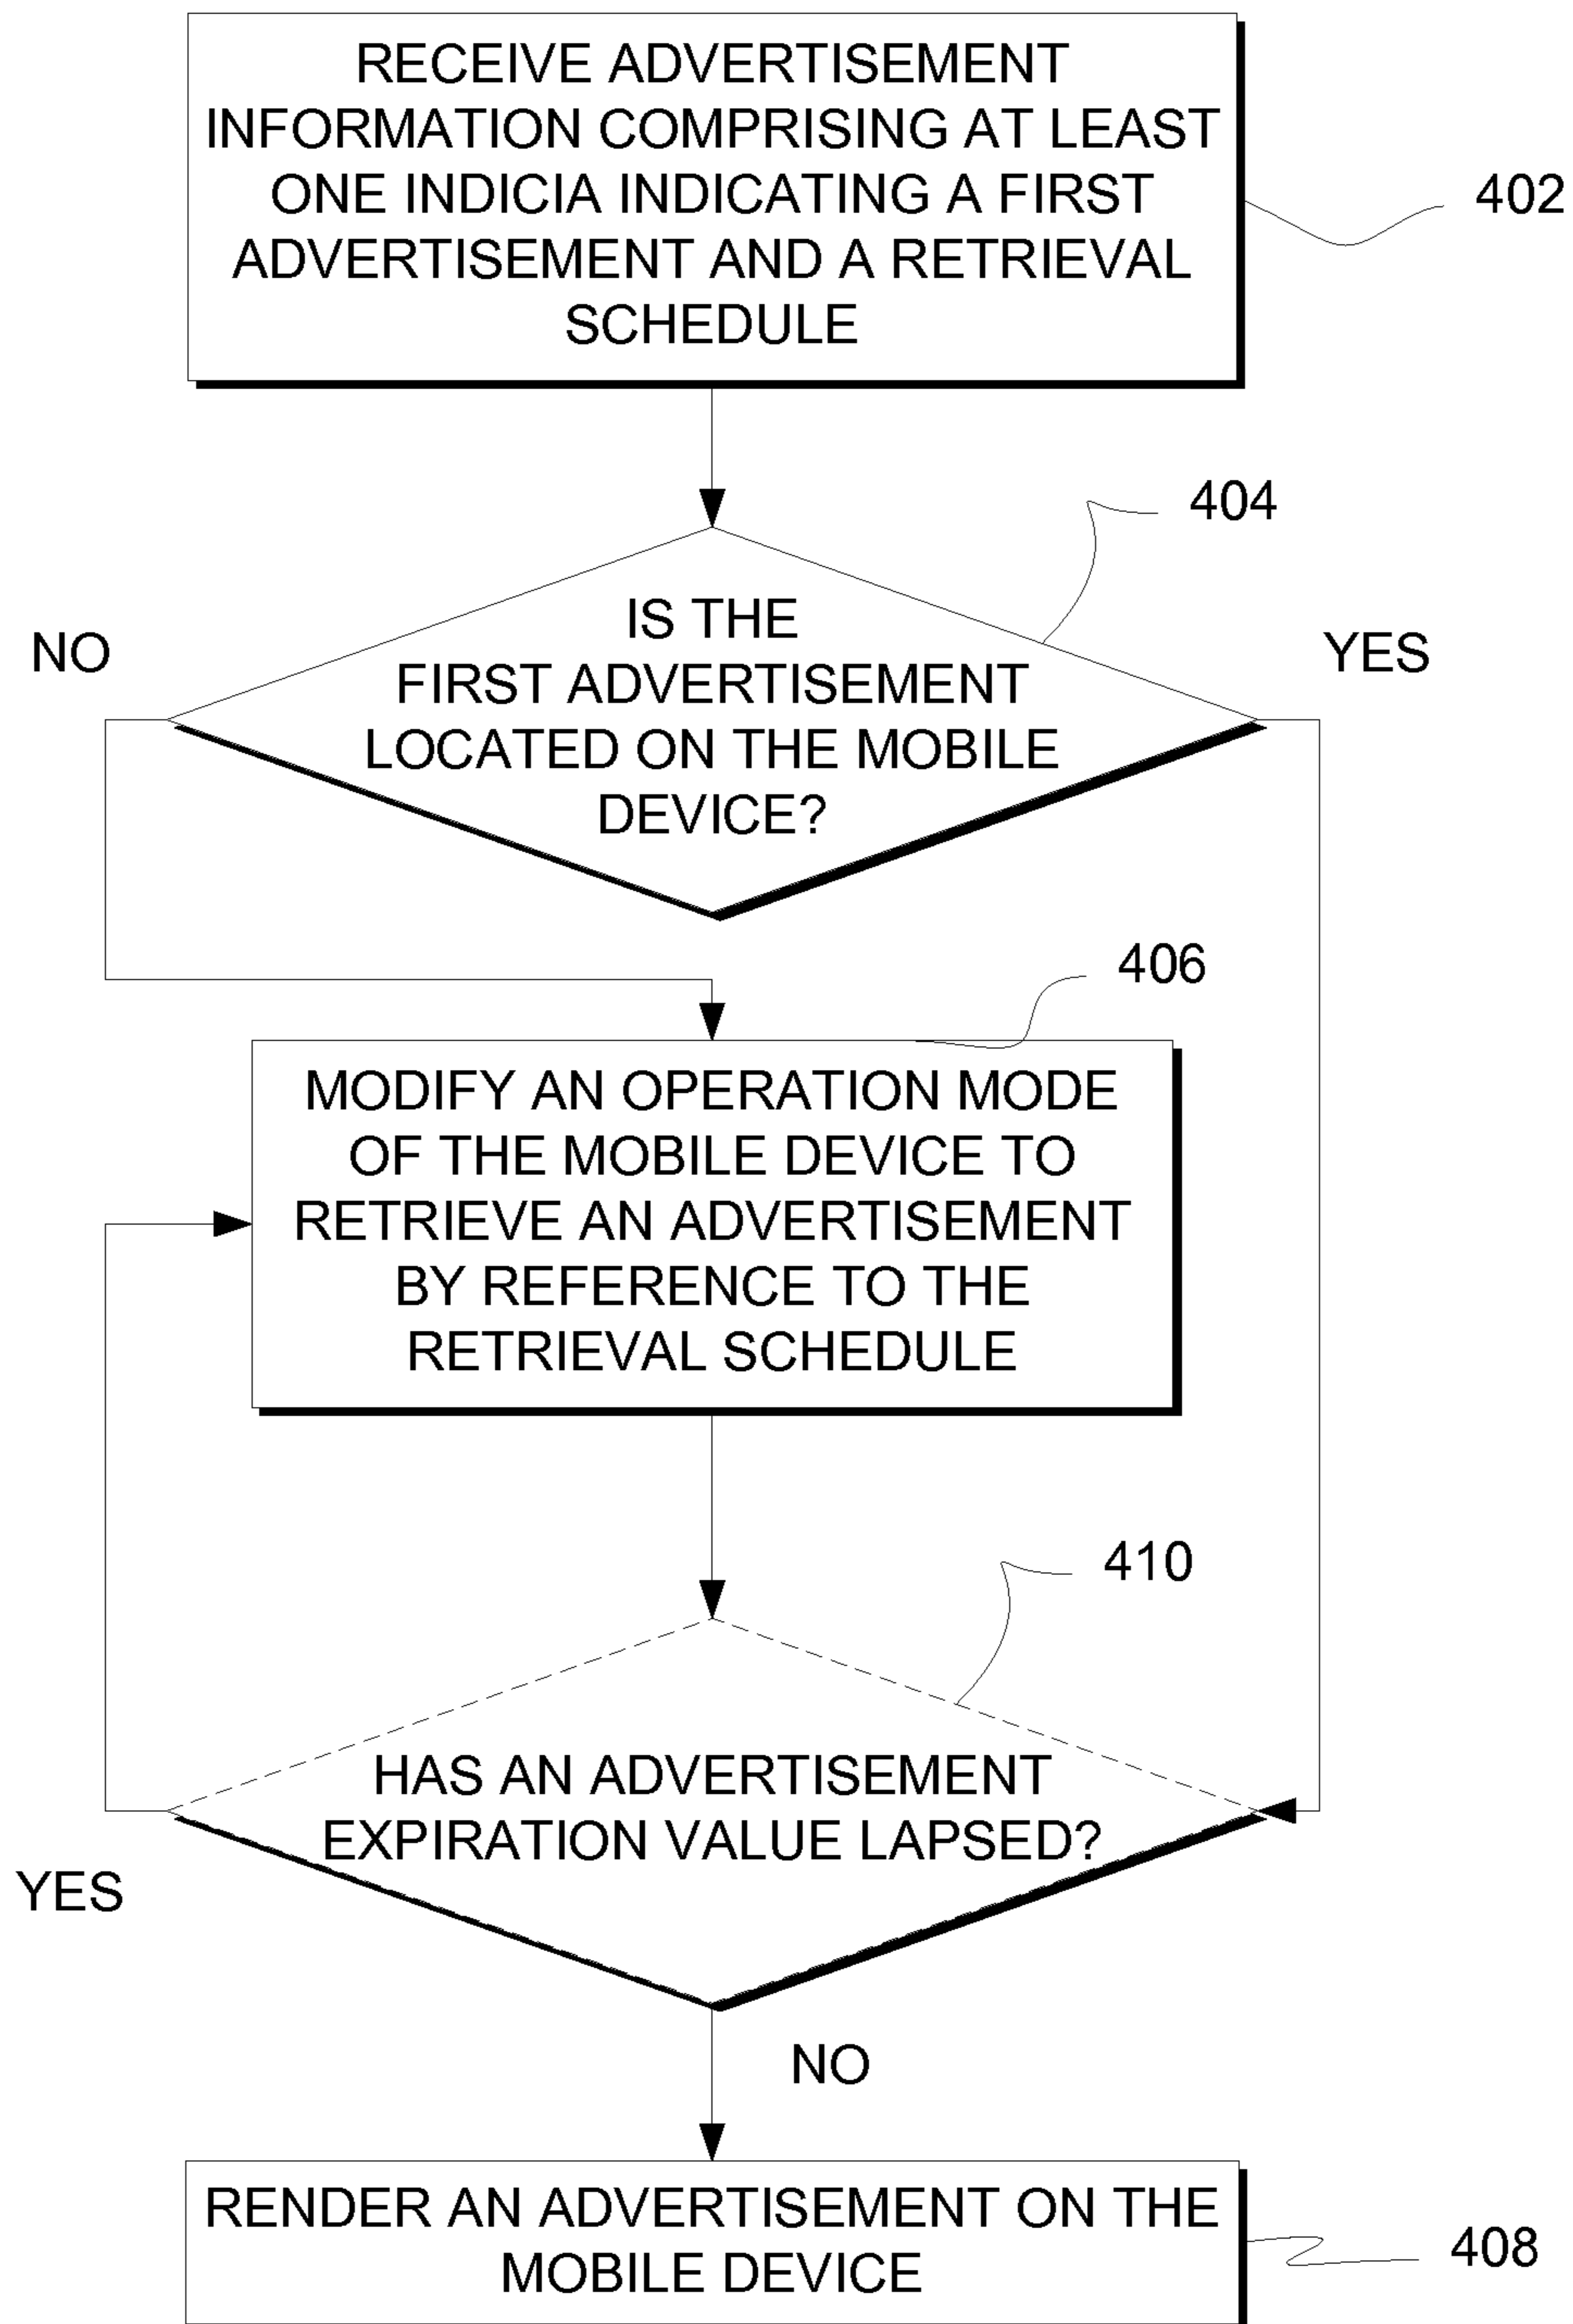 RECEIVE ADVERTISEMENT
INFORMATION COMPRISING AT LEAST
ONE INDICIA INDICATING A FIRST
ADVERTISEMENT AND A RETRIEVAL
SCHEDULE
402
404
NO
YES
IS THE
FIRST ADVERTISEMENT
LOCATED ON THE MOBILE
DEVICE?
406
MODIFY AN OPERATION MODE
OF THE MOBILE DEVICE TO
RETRIEVE AN ADVERTISEMENT
BY REFERENCE TO THE
RETRIEVAL SCHEDULE
410
HAS AN ADVERTISEMENT
EXPIRATION VALUE LAPSED?
YES
NO
RENDER AN ADVERTISEMENT ON THE
MOBILE DEVICE
408